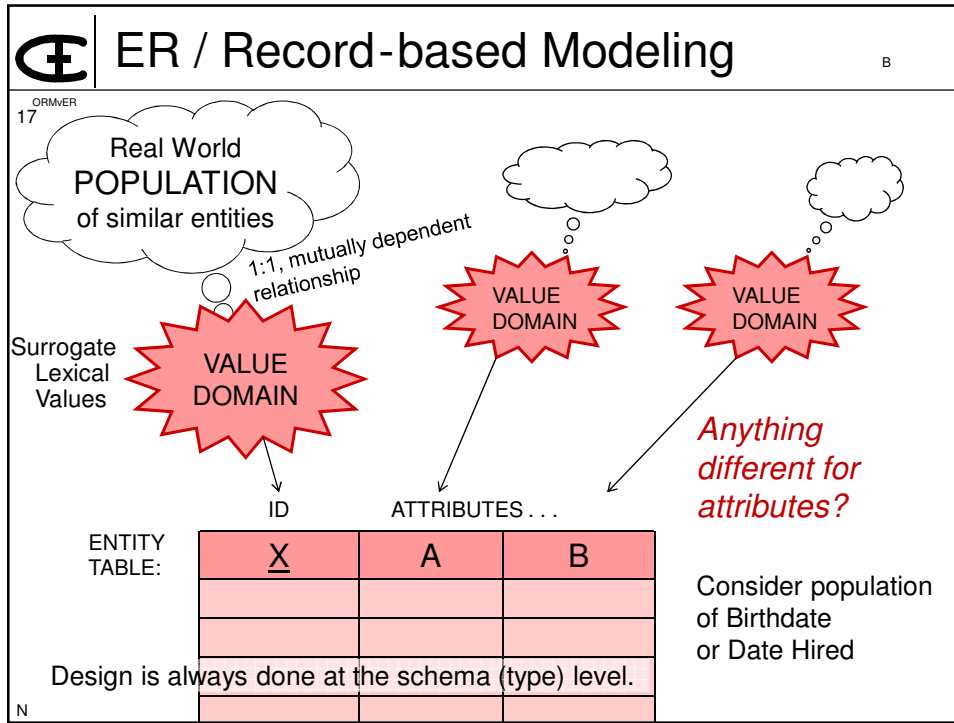 ER / Record-based Modeling
B
ORMvER
17
Real World
POPULATION
of similar entities
1:1, mutually dependent
relationship
Surrogate
Lexical
Values
VALUE
DOMAIN
VALUE
DOMAIN
VALUE
DOMAIN
Anything
different for
attributes?
ID
ATTRIBUTES . . .
ENTITY
TABLE:
X
A
B
Consider population
of Birthdate
or Date Hired
Design is always done at the schema (type) level.
N